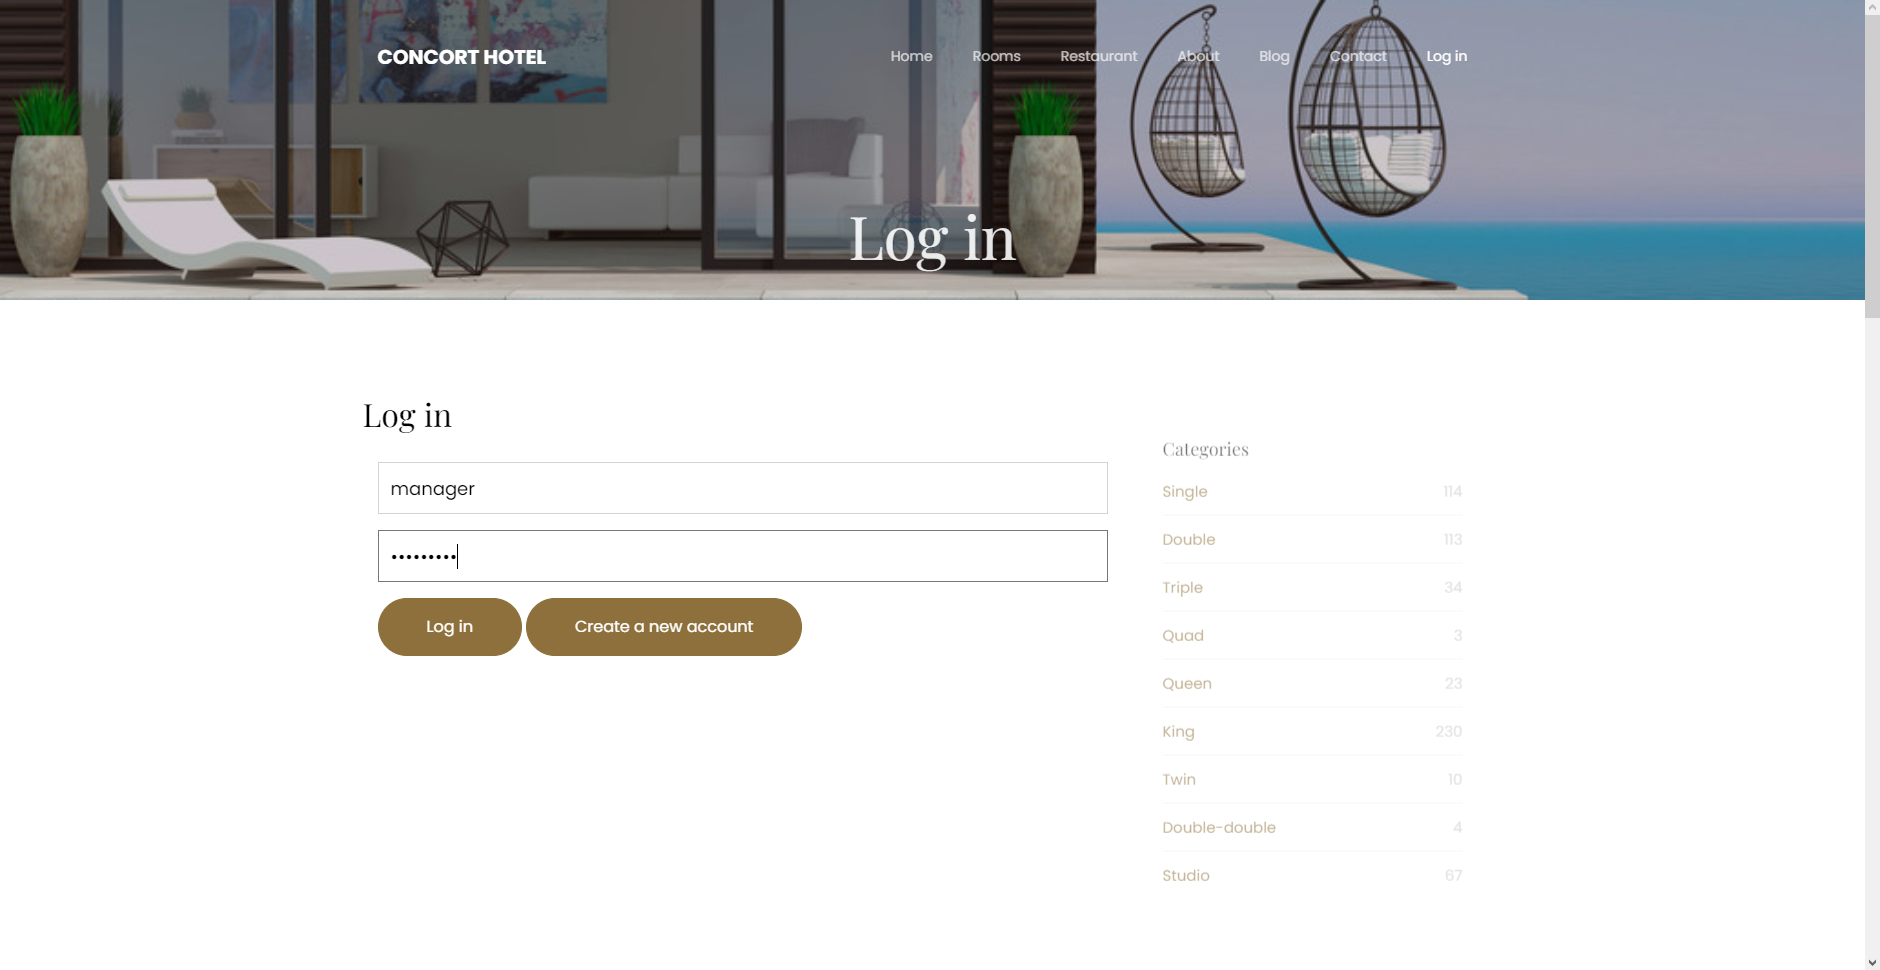 CONCORT HOTEL
Home Rooms Restaurant About Blog Contact Log in
Log in
Log in
manager
•••••••••
Log in Create a new account
Categories
Single 114
Double 113
Triple 34
Quad 3
Queen 23
King 230
Twin 10
Double-double 4
Studio 67